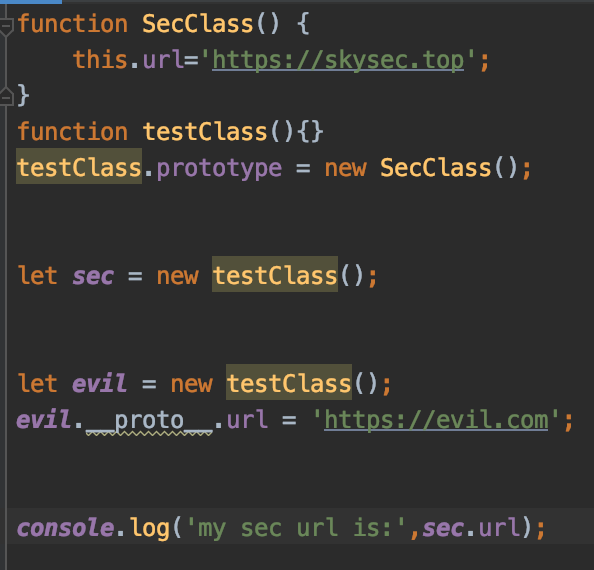 function SecClass() {
    this.url='https://skysec.top';
}
function testClass(){}
testClass.prototype = new SecClass();
let sec = new testClass();
let evil = new testClass();
evil.__proto__.url = 'https://evil.com';
console.log('my sec url is:',sec.url);